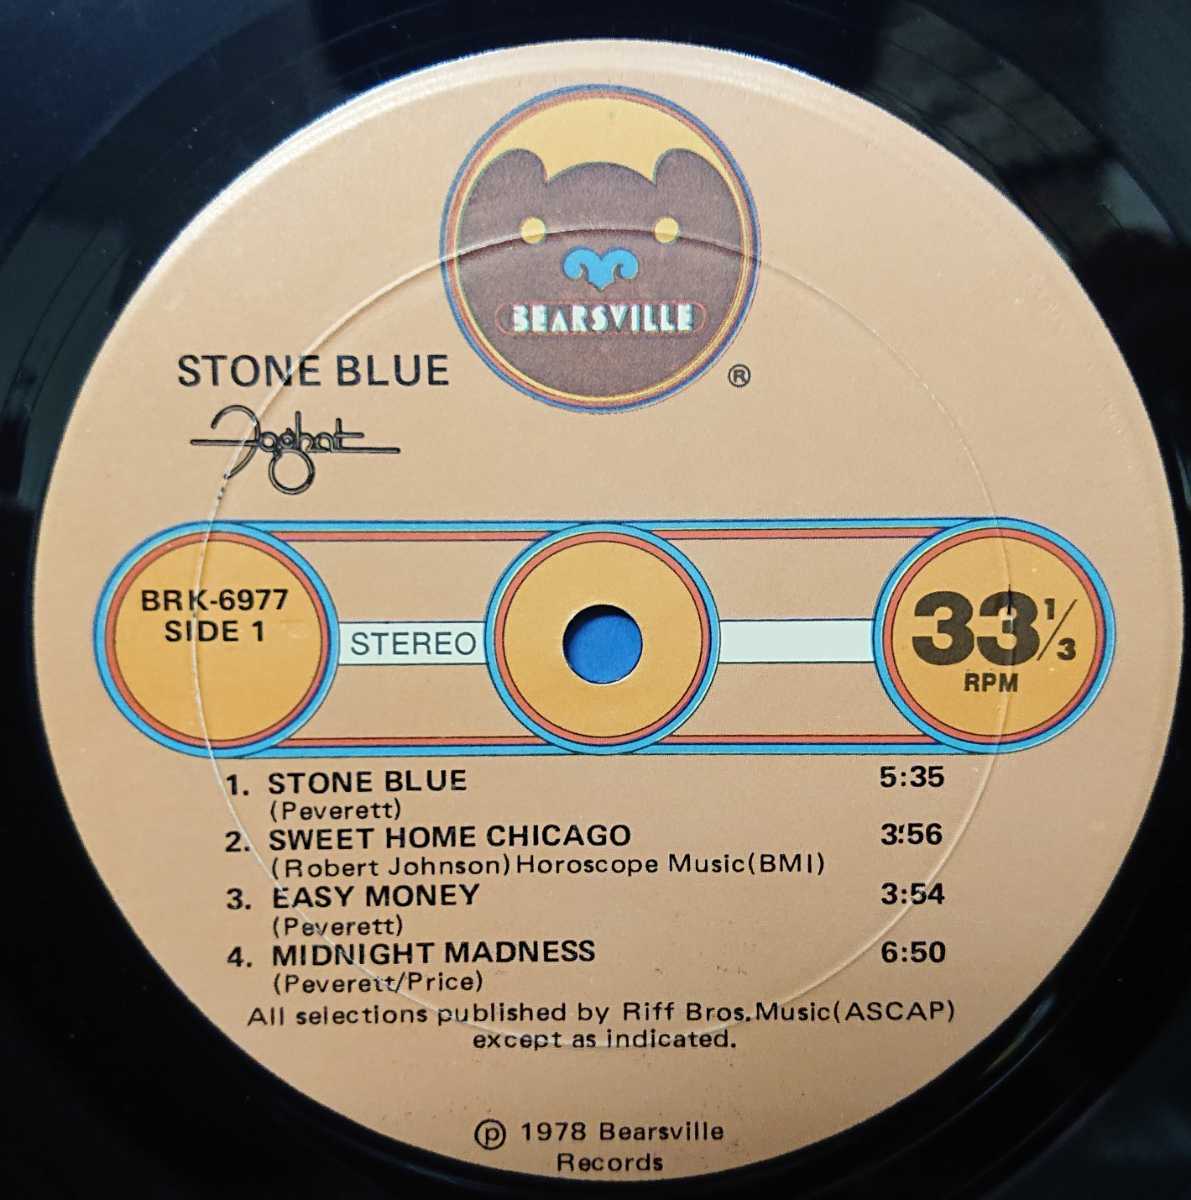 BEARSVILLE
®
STONE BLUE
Foghat
BRK-6977
SIDE 1
STEREO
33 1/3
RPM
1. STONE BLUE 5:35
(Peverett)
2. SWEET HOME CHICAGO 3:56
(Robert Johnson) Horoscope Music (BMI)
3. EASY MONEY 3:54
(Peverett)
4. MIDNIGHT MADNESS 6:50
(Peverett/Price)
All selections published by Riff Bros. Music (ASCAP)
except as indicated.
℗ 1978 Bearsville
Records